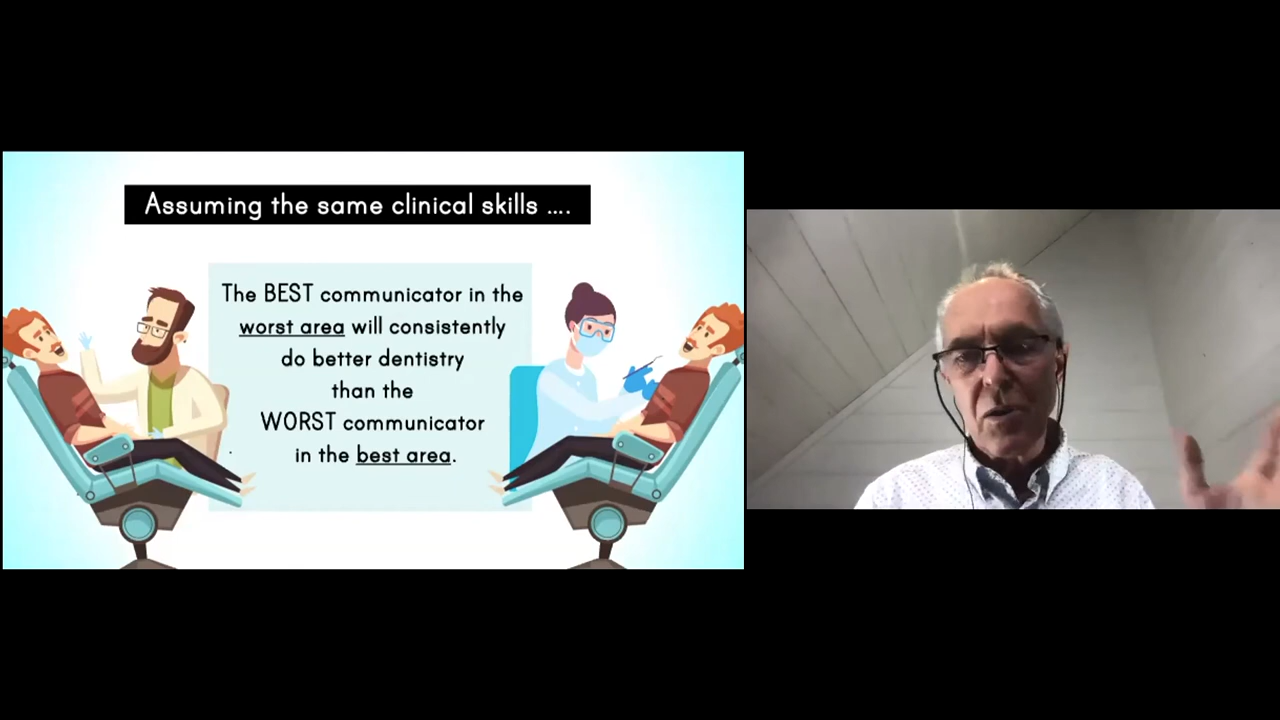 Assuming the same clinical skills ....
The BEST communicator in the
worst area will consistently
do better dentistry
than the
WORST communicator
in the best area.